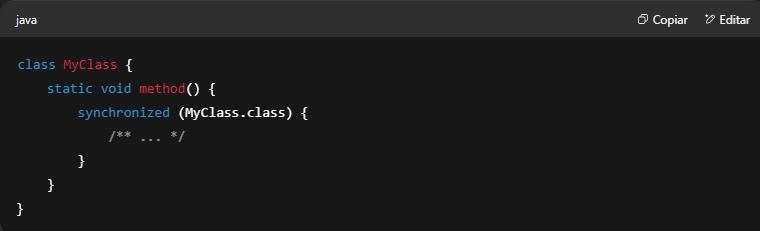 java Copiar Editar
class MyClass {
    static void method() {
        synchronized (MyClass.class) {
            /** ... */
        }
    }
}